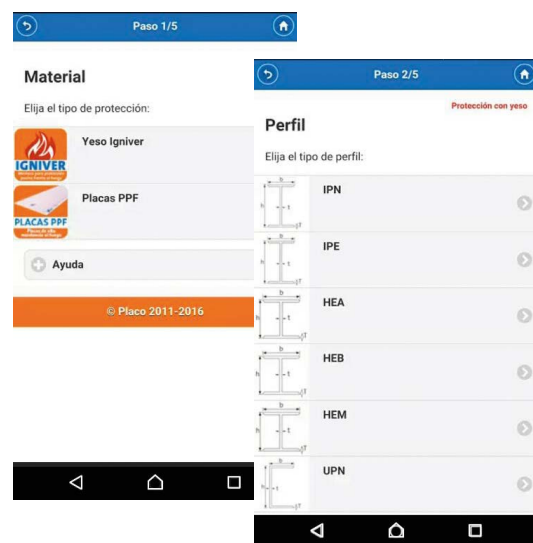 Paso 1/5
Material
Elija el tipo de protección:
IGNIVER
Yeso Igniver
PLACAS PPF
Placas PPF
Ayuda
© Placo 2011-2016
Paso 2/5
Protección con yeso
Perfil
Elija el tipo de perfil:
b
h
t
T
IPN
b
h
t
T
IPE
b
h
t
T
HEA
b
h
t
T
HEB
b
h
t
T
HEM
b
h
t
T
UPN